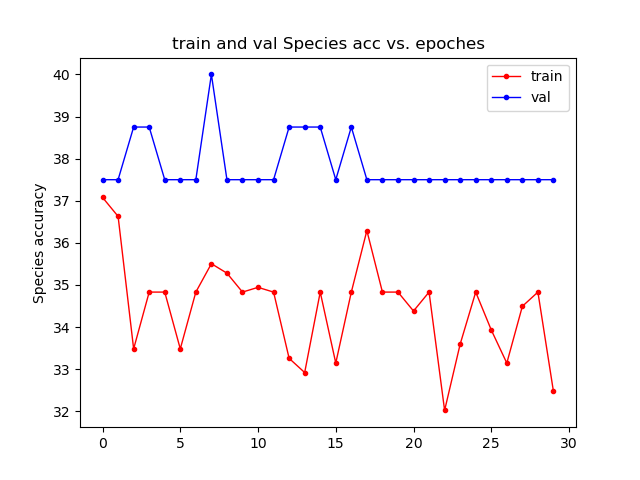 train and val Species acc vs. epoches
train
val
Species accuracy
40
39
38
37
36
35
34
33
32
0 5 10 15 20 25 30